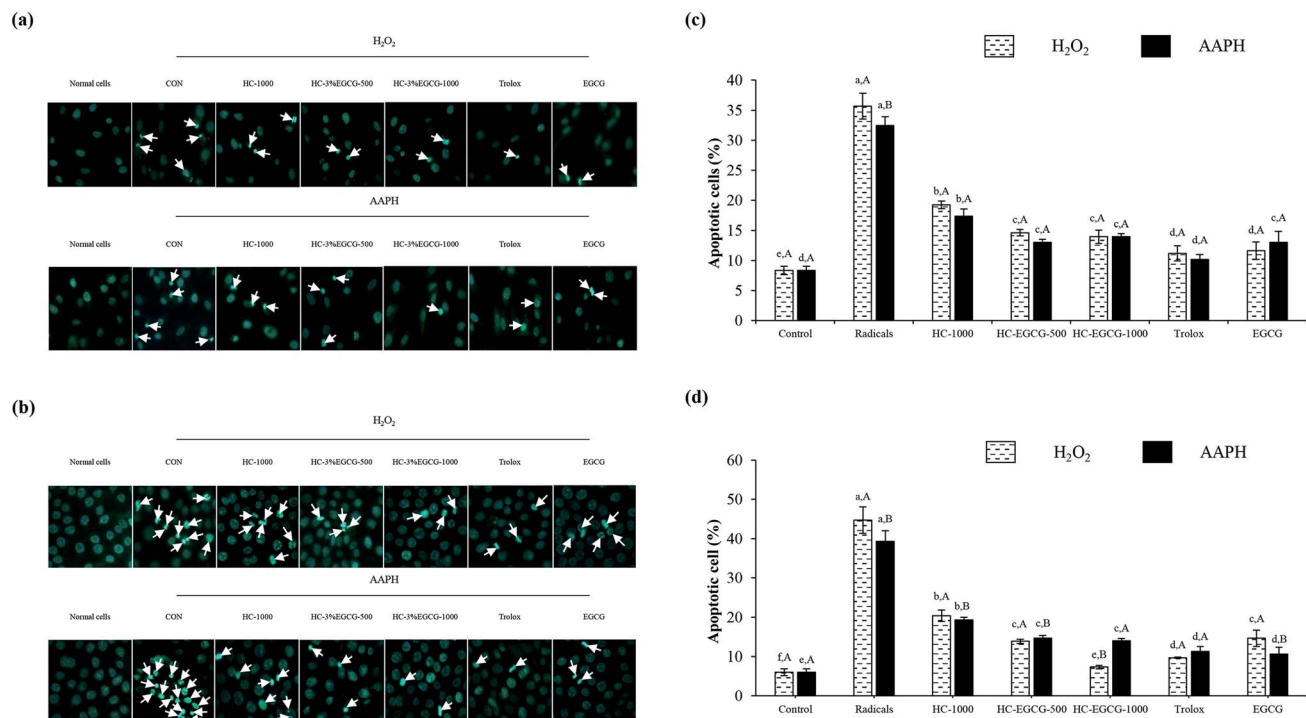 (a)
H₂O₂
Normal cells CON HC-1000 HC-3%EGCG-500 HC-3%EGCG-1000 Trolox EGCG
AAPH
Normal cells CON HC-1000 HC-3%EGCG-500 HC-3%EGCG-1000 Trolox EGCG
(b)
H₂O₂
Normal cells CON HC-1000 HC-3%EGCG-500 HC-3%EGCG-1000 Trolox EGCG
AAPH
Normal cells CON HC-1000 HC-3%EGCG-500 HC-3%EGCG-1000 Trolox EGCG
(c)
H₂O₂ AAPH
Apoptotic cells (%)
40
35
30
25
20
15
10
5
0
e,A d,A a,A a,B b,A b,A c,A c,A c,A c,A d,A d,A d,A c,A
Control Radicals HC-1000 HC-EGCG-500 HC-EGCG-1000 Trolox EGCG
(d)
H₂O₂ AAPH
Apoptotic cell (%)
60
50
40
30
20
10
0
f,A e,A a,A a,B b,A b,B c,A c,B e,B c,A d,A d,A c,A d,B
Control Radicals HC-1000 HC-EGCG-500 HC-EGCG-1000 Trolox EGCG